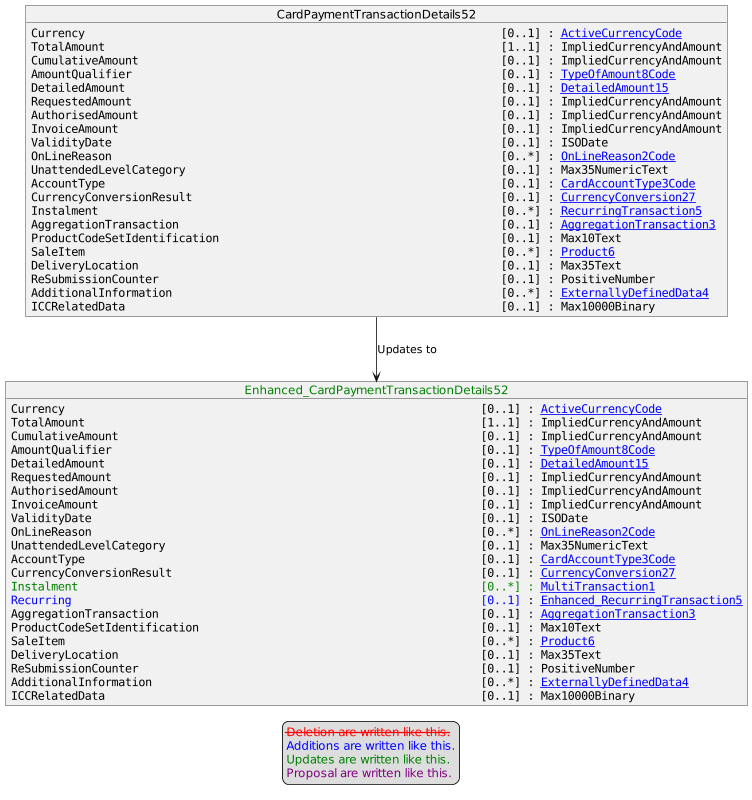 CardPaymentTransactionDetails52
Currency [0..1] : ActiveCurrencyCode
TotalAmount [1..1] : ImpliedCurrencyAndAmount
CumulativeAmount [0..1] : ImpliedCurrencyAndAmount
AmountQualifier [0..1] : TypeOfAmount8Code
DetailedAmount [0..1] : DetailedAmount15
RequestedAmount [0..1] : ImpliedCurrencyAndAmount
AuthorisedAmount [0..1] : ImpliedCurrencyAndAmount
InvoiceAmount [0..1] : ImpliedCurrencyAndAmount
ValidityDate [0..1] : ISODate
OnLineReason [0..*] : OnLineReason2Code
UnattendedLevelCategory [0..1] : Max35NumericText
AccountType [0..1] : CardAccountType3Code
CurrencyConversionResult [0..1] : CurrencyConversion27
Instalment [0..*] : RecurringTransaction5
AggregationTransaction [0..1] : AggregationTransaction3
ProductCodeSetIdentification [0..1] : Max10Text
SaleItem [0..*] : Product6
DeliveryLocation [0..1] : Max35Text
ReSubmissionCounter [0..1] : PositiveNumber
AdditionalInformation [0..*] : ExternallyDefinedData4
ICCRelatedData [0..1] : Max10000Binary
Updates to
Enhanced_CardPaymentTransactionDetails52
Currency [0..1] : ActiveCurrencyCode
TotalAmount [1..1] : ImpliedCurrencyAndAmount
CumulativeAmount [0..1] : ImpliedCurrencyAndAmount
AmountQualifier [0..1] : TypeOfAmount8Code
DetailedAmount [0..1] : DetailedAmount15
RequestedAmount [0..1] : ImpliedCurrencyAndAmount
AuthorisedAmount [0..1] : ImpliedCurrencyAndAmount
InvoiceAmount [0..1] : ImpliedCurrencyAndAmount
ValidityDate [0..1] : ISODate
OnLineReason [0..*] : OnLineReason2Code
UnattendedLevelCategory [0..1] : Max35NumericText
AccountType [0..1] : CardAccountType3Code
CurrencyConversionResult [0..1] : CurrencyConversion27
Instalment [0..*] : MultiTransaction1
Recurring [0..1] : Enhanced_RecurringTransaction5
AggregationTransaction [0..1] : AggregationTransaction3
ProductCodeSetIdentification [0..1] : Max10Text
SaleItem [0..*] : Product6
DeliveryLocation [0..1] : Max35Text
ReSubmissionCounter [0..1] : PositiveNumber
AdditionalInformation [0..*] : ExternallyDefinedData4
ICCRelatedData [0..1] : Max10000Binary
Deletion are written like this.
Additions are written like this.
Updates are written like this.
Proposal are written like this.